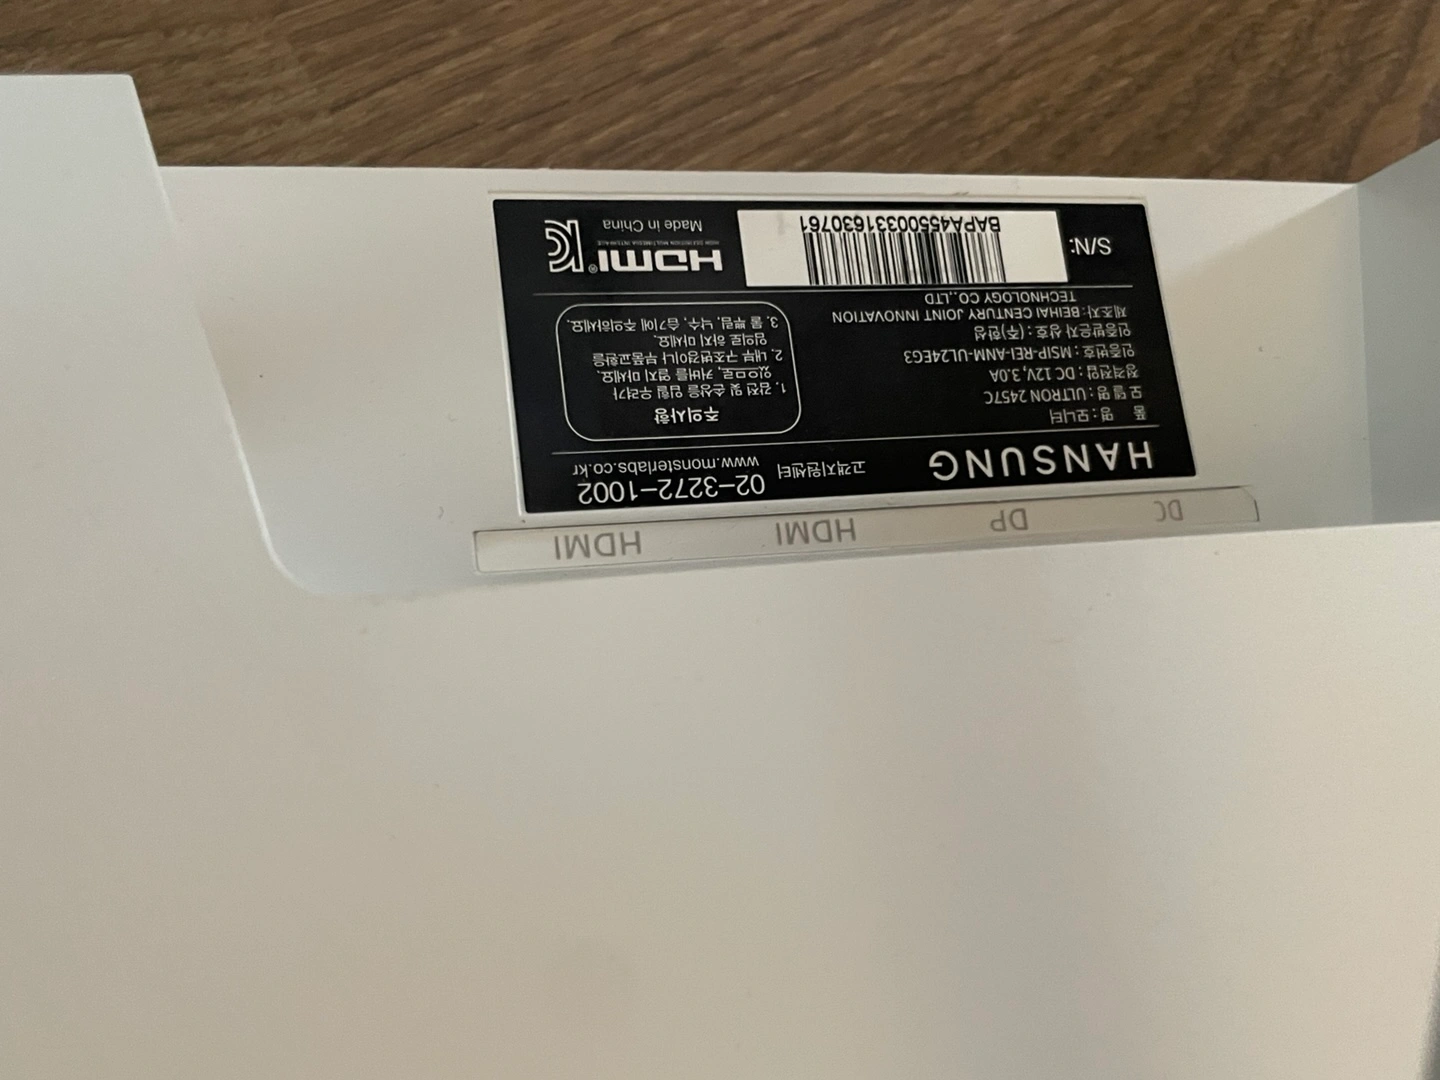 DC DP HDMI HDMI
HANSUNG
고객지원센터
02-3272-1002
www.monsterlabs.co.kr
품 명 : 모니터
모 델 명 : ULTRON 2457C
정격전압 : DC 12V, 3.0A
인증번호 : MSIP-REI-ANM-UL24EG3
인증받은자 상호 : (주)한성
제조자 : BEIHAI CENTURY JOINT INNOVATION
TECHNOLOGY CO.,LTD
주의사항
1. 감전 및 손상을 입힐 우려가
있으므로, 커버를 열지 마세요.
2. 내부 구조변경이나 부품교환을
임의로 하지 마세요.
3. 물 뿌림, 낙수, 습기에 주의하세요.
S/N:
BAPA45500331630761
HDMI®
HIGH DEFINITION MULTIMEDIA INTERFACE
Made in China